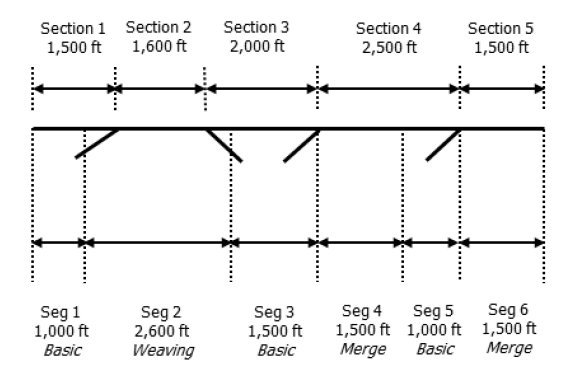 Section 1
1,500 ft
Section 2
1,600 ft
Section 3
2,000 ft
Section 4
2,500 ft
Section 5
1,500 ft
Seg 1
1,000 ft
Basic
Seg 2
2,600 ft
Weaving
Seg 3
1,500 ft
Basic
Seg 4
1,500 ft
Merge
Seg 5
1,000 ft
Basic
Seg 6
1,500 ft
Merge